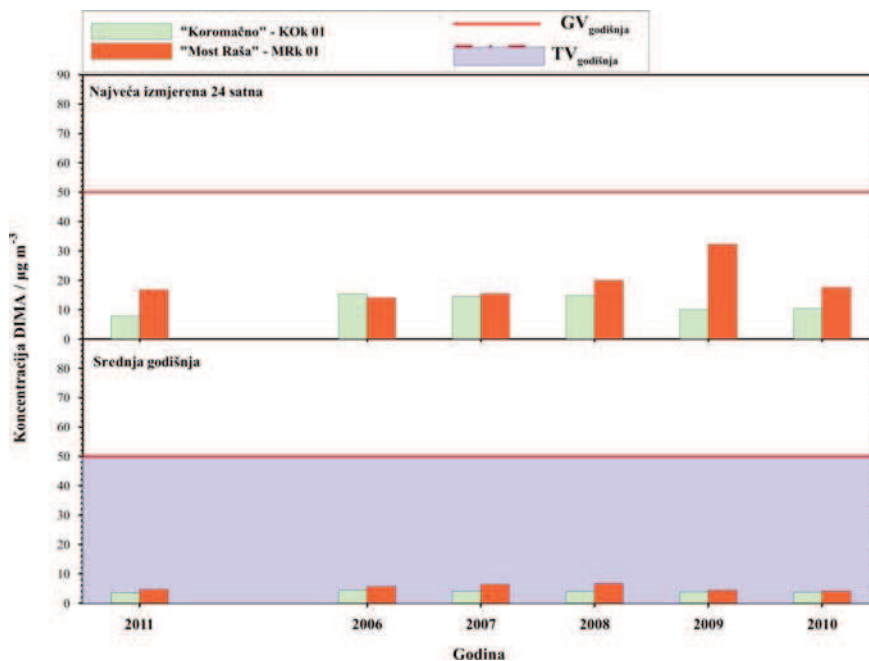 "Koromačno" - KOk 01
"Most Raša" - MRk 01
GVgodišnja
TVgodišnja
Koncentracija DIMA / µg m-3
Najveća izmjerena 24 satna
90
80
70
60
50
40
30
20
10
0
Srednja godišnja
80
70
60
50
40
30
20
10
0
2011 2006 2007 2008 2009 2010
Godina